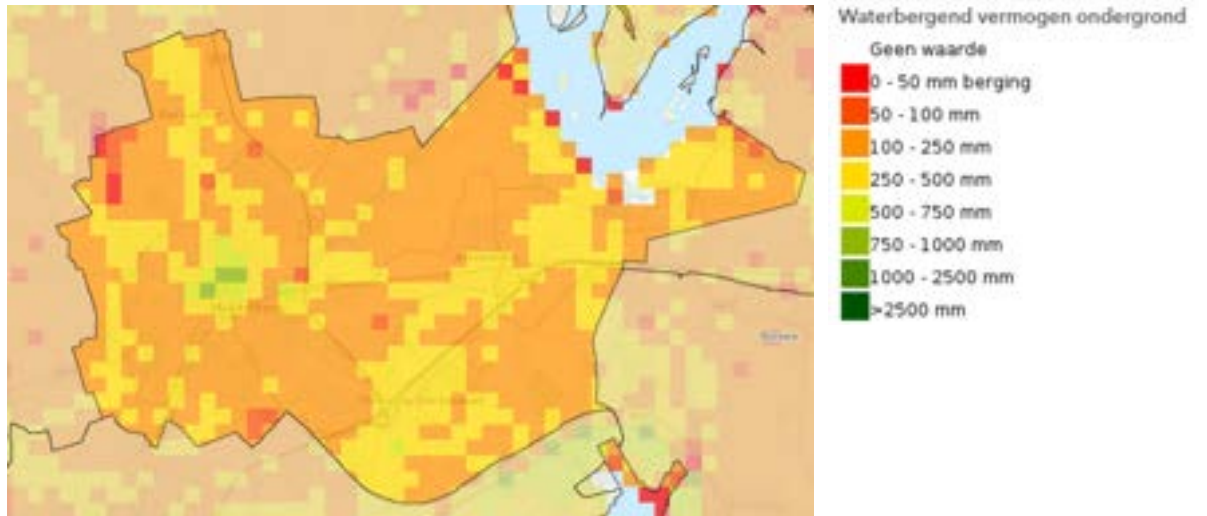 Waterbergend vermogen ondergrond
Geen waarde
0 - 50 mm berging
50 - 100 mm
100 - 250 mm
250 - 500 mm
500 - 750 mm
750 - 1000 mm
1000 - 2500 mm
>2500 mm